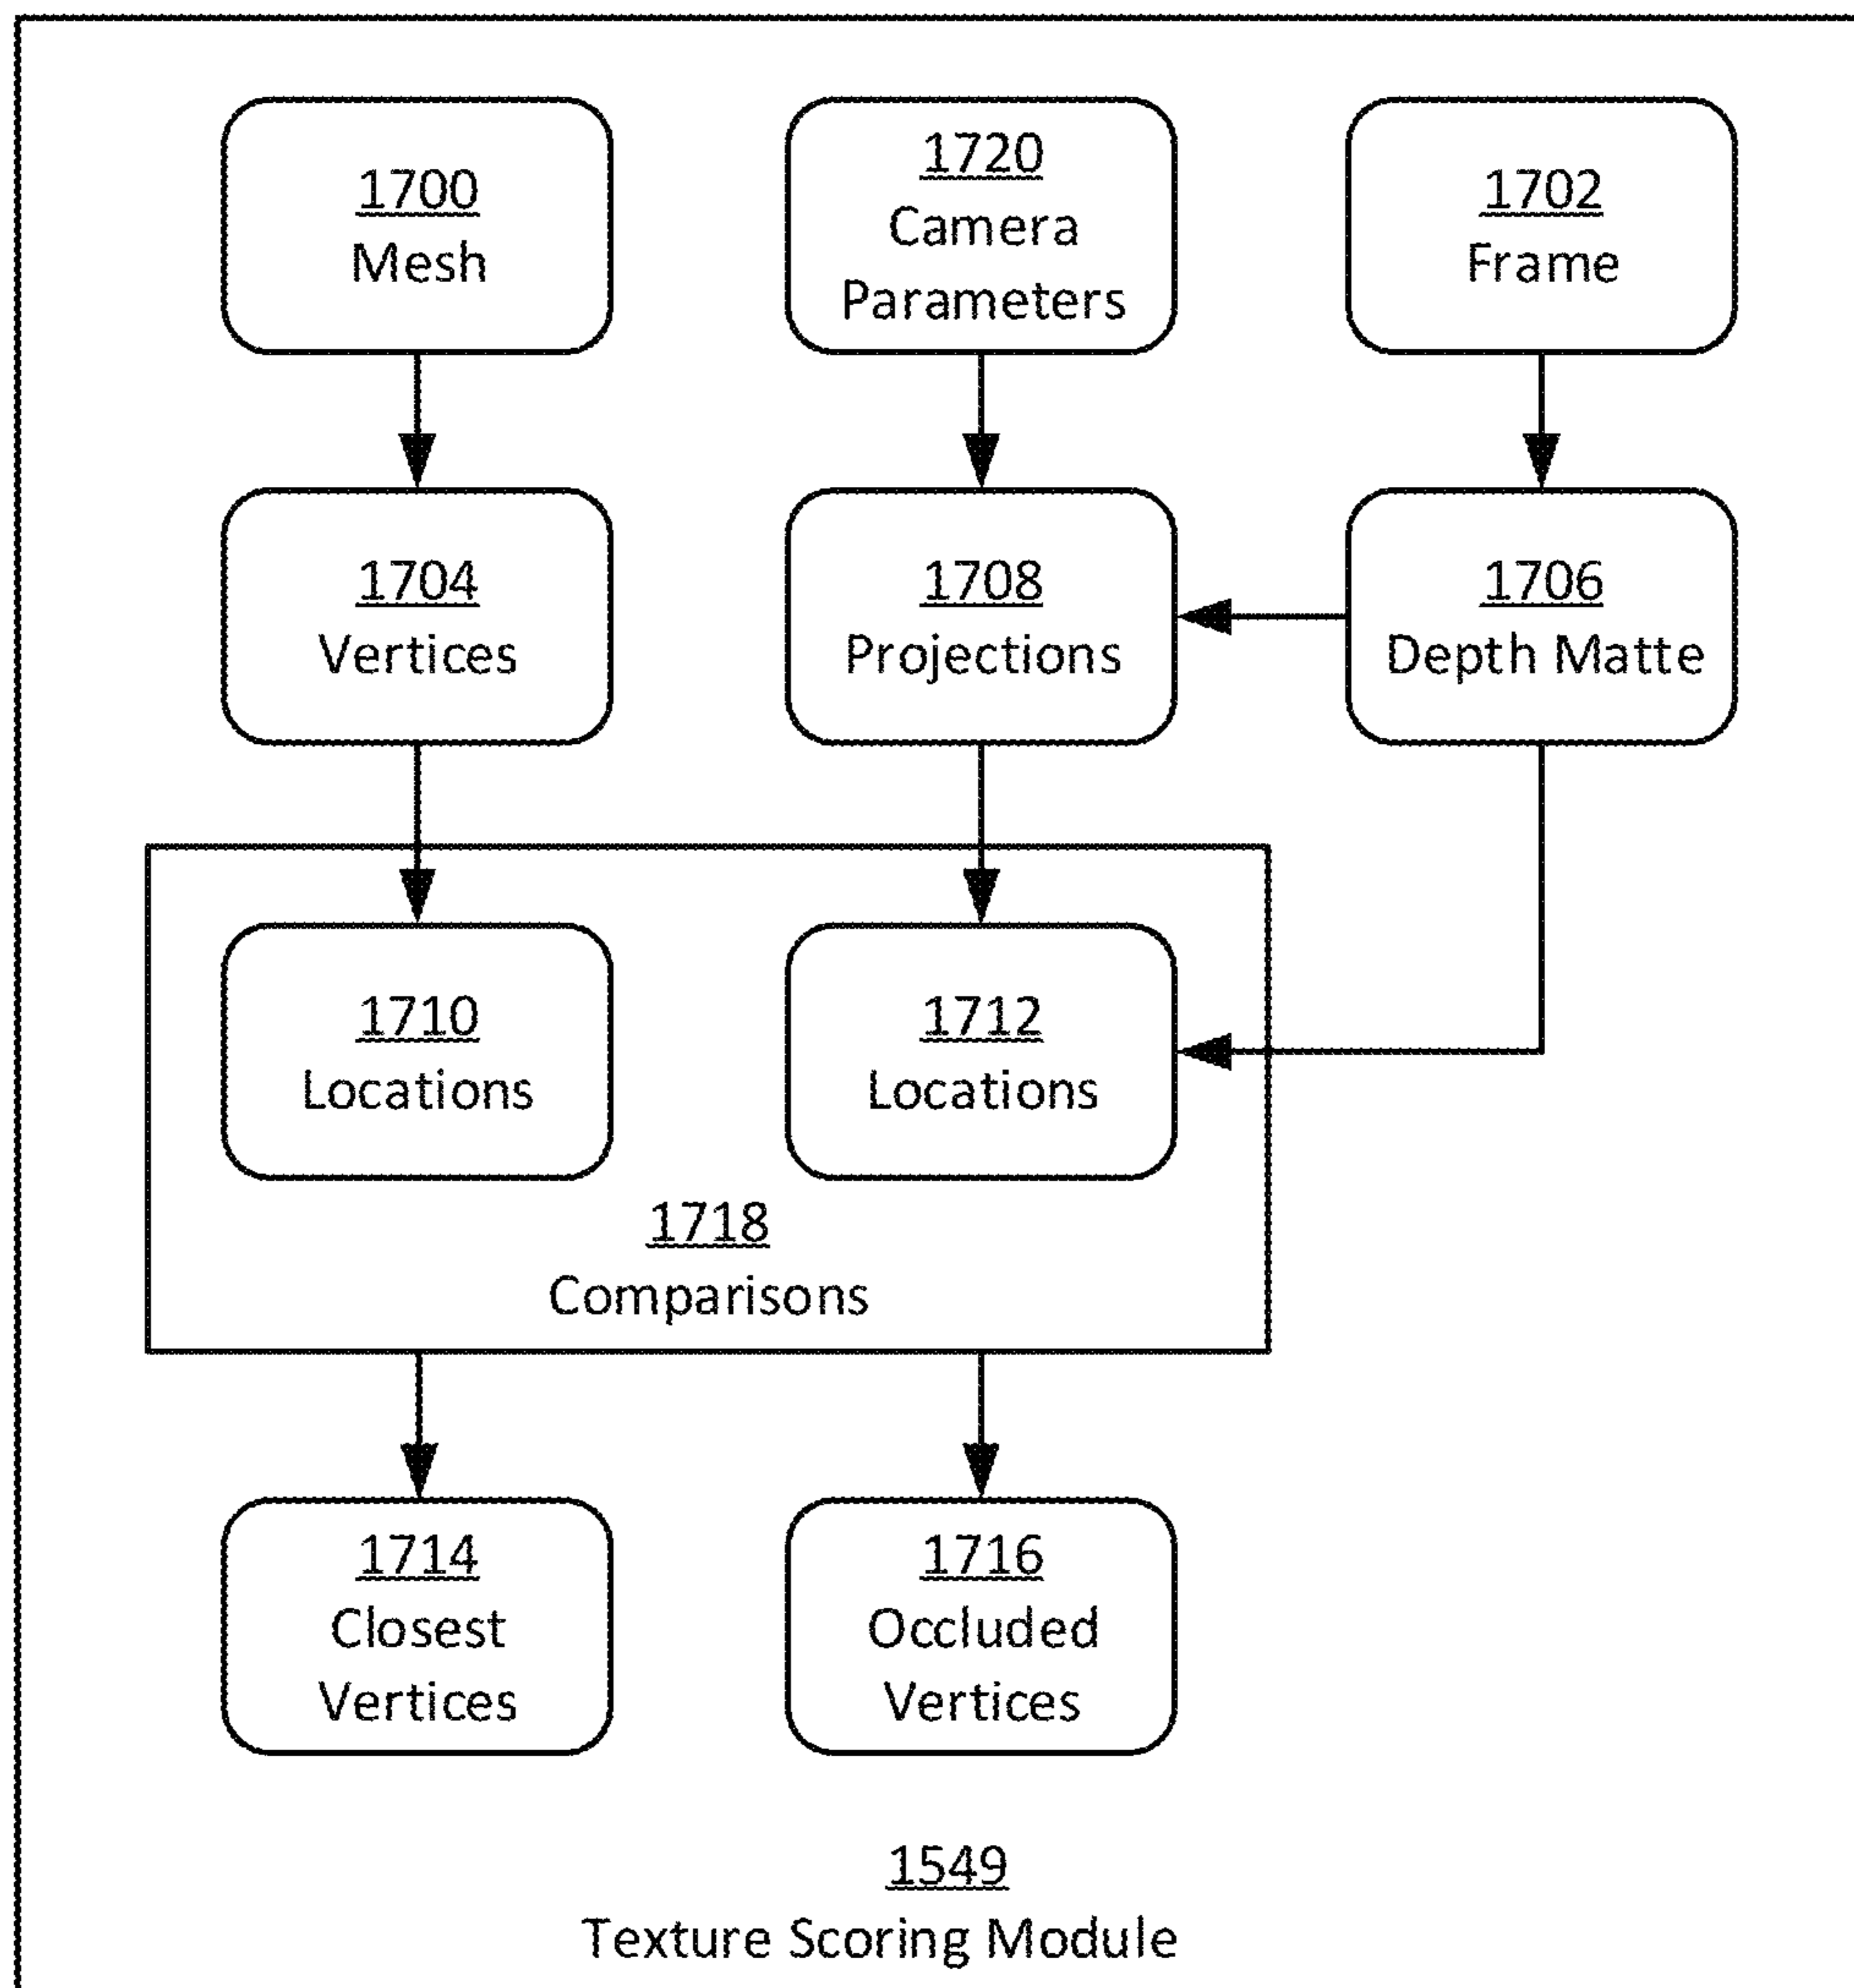 1700
Mesh
1720
Camera
Parameters
1702
Frame
1704
Vertices
1708
Projections
1706
Depth Matte
1710
Locations
1712
Locations
1718
Comparisons
1714
Closest
Vertices
1716
Occluded
Vertices
1549
Texture Scoring Module